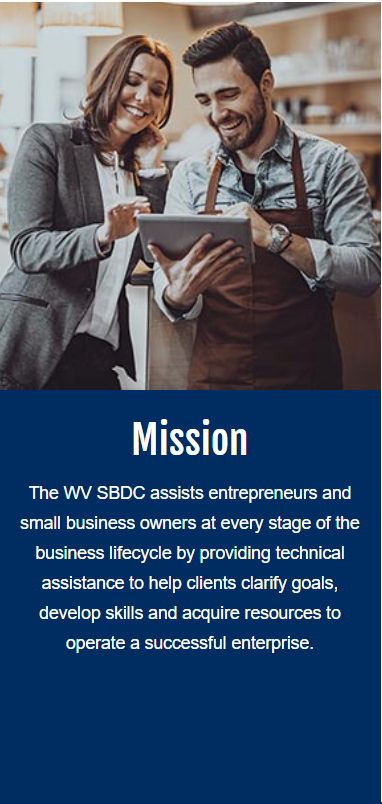 Mission
The WV SBDC assists entrepreneurs and
small business owners at every stage of the
business lifecycle by providing technical
assistance to help clients clarify goals,
develop skills and acquire resources to
operate a successful enterprise.